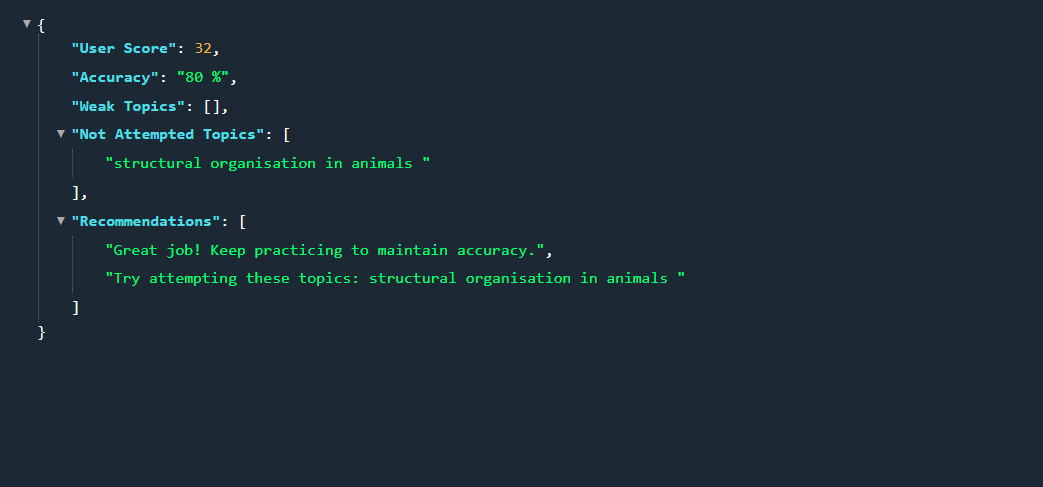 {
"User Score": 32,
"Accuracy": "80 %",
"Weak Topics": [],
"Not Attempted Topics": [
"structural organisation in animals "
],
"Recommendations": [
"Great job! Keep practicing to maintain accuracy.",
"Try attempting these topics: structural organisation in animals "
]
}